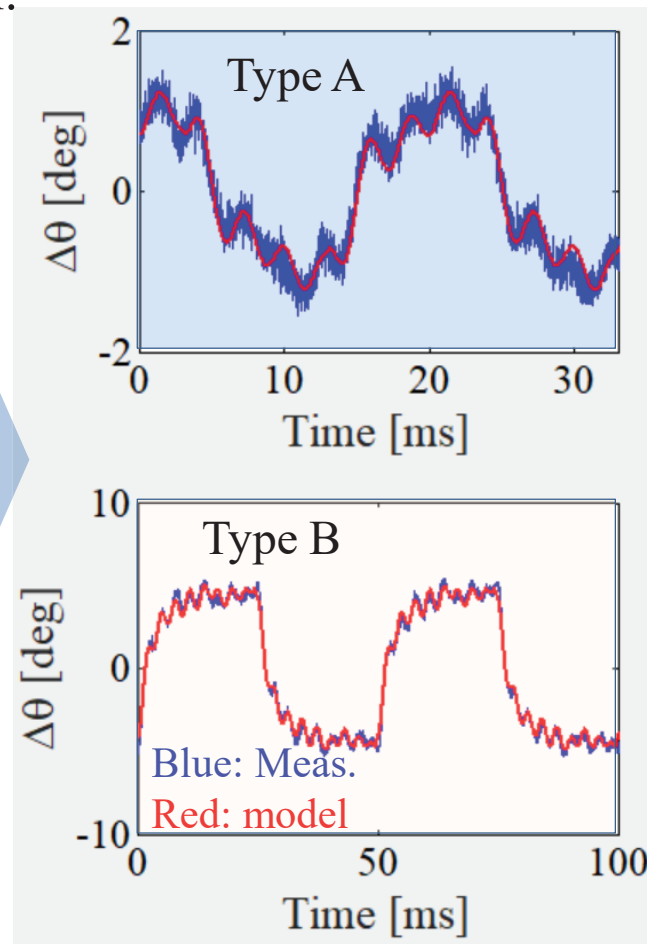 2
Type A
0
-2
0 10 20 30
Δθ [deg]
Time [ms]
10
Type B
0
Blue: Meas.
Red: model
-10
0 50 100
Δθ [deg]
Time [ms]